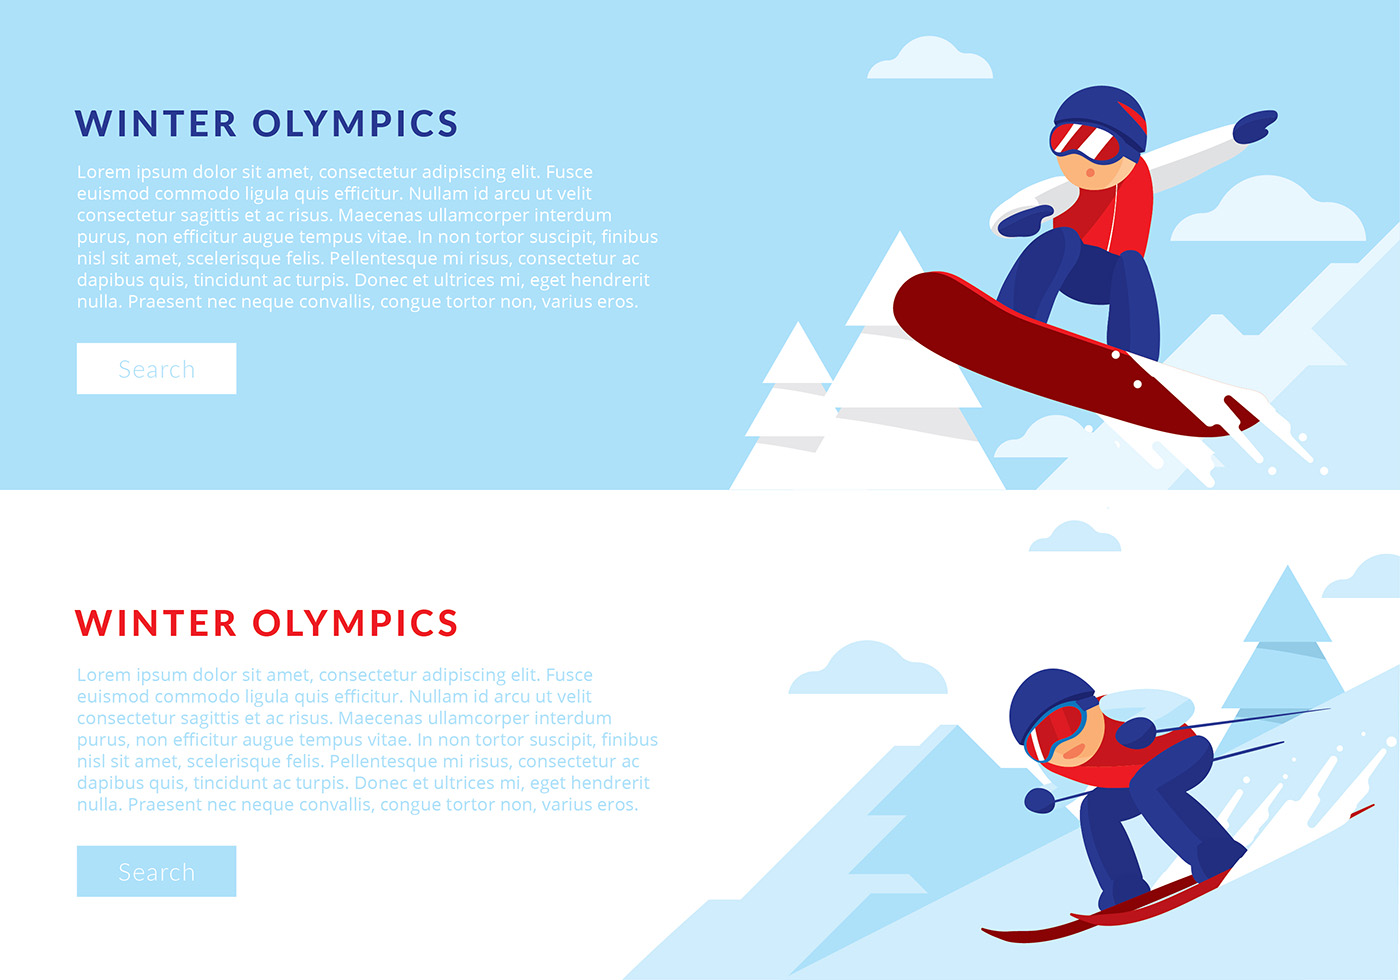 WINTER OLYMPICS
Lorem ipsum dolor sit amet, consectetur adipiscing elit. Fusce
euismod commodo ligula quis efficitur. Nullam id arcu ut velit
consectetur sagittis et ac risus. Maecenas ullamcorper interdum
purus, non efficitur augue tempus vitae. In non tortor suscipit, finibus
nisl sit amet, scelerisque felis. Pellentesque mi risus, consectetur ac
dapibus quis, tincidunt ac turpis. Donec et ultrices mi, eget hendrerit
nulla. Praesent nec neque convallis, congue tortor non, varius eros.
Search
WINTER OLYMPICS
Lorem ipsum dolor sit amet, consectetur adipiscing elit. Fusce
euismod commodo ligula quis efficitur. Nullam id arcu ut velit
consectetur sagittis et ac risus. Maecenas ullamcorper interdum
purus, non efficitur augue tempus vitae. In non tortor suscipit, finibus
nisl sit amet, scelerisque felis. Pellentesque mi risus, consectetur ac
dapibus quis, tincidunt ac turpis. Donec et ultrices mi, eget hendrerit
nulla. Praesent nec neque convallis, congue tortor non, varius eros.
Search